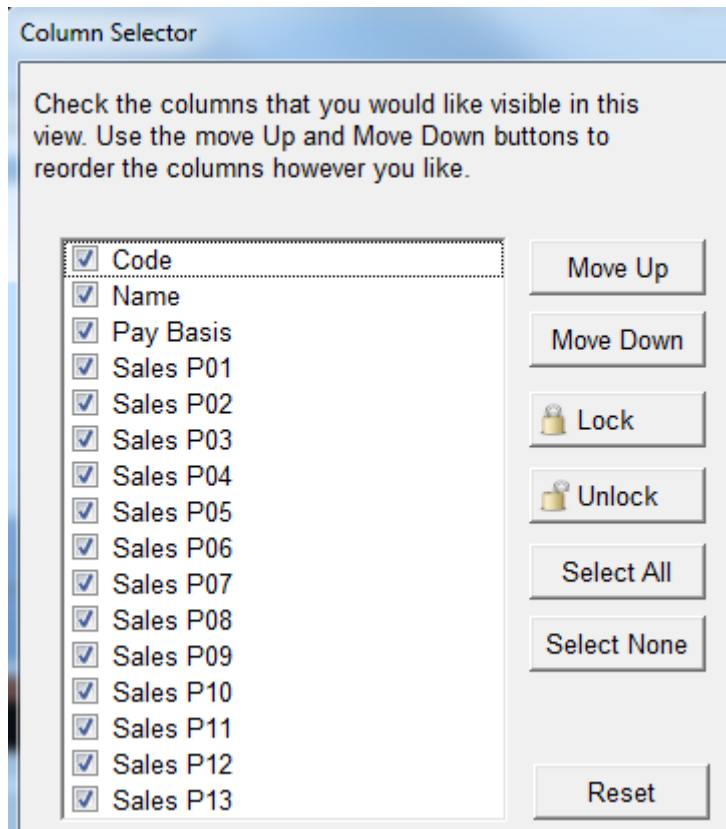 Column Selector
Check the columns that you would like visible in this
view. Use the move Up and Move Down buttons to
reorder the columns however you like.
Code
Name
Pay Basis
Sales P01
Sales P02
Sales P03
Sales P04
Sales P05
Sales P06
Sales P07
Sales P08
Sales P09
Sales P10
Sales P11
Sales P12
Sales P13
Move Up
Move Down
Lock
Unlock
Select All
Select None
Reset